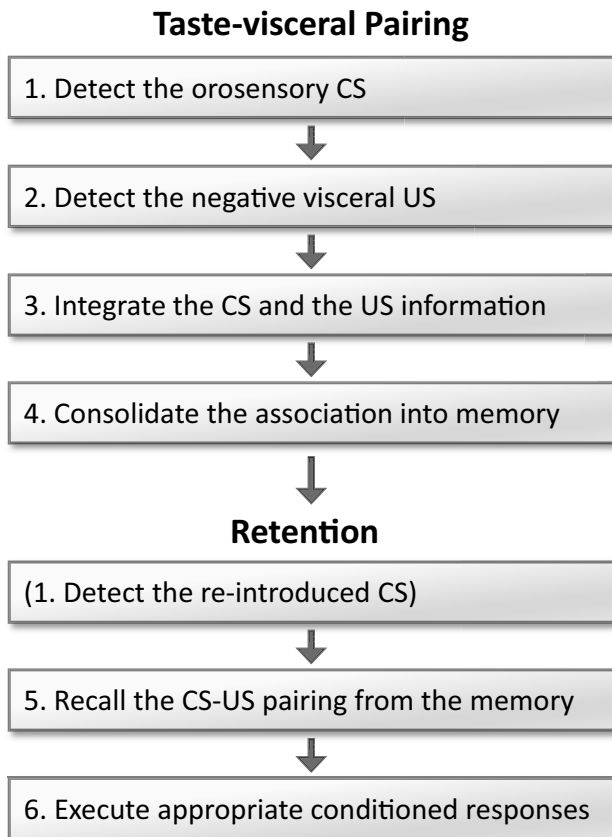 Taste-visceral Pairing
1. Detect the orosensory CS
2. Detect the negative visceral US
3. Integrate the CS and the US information
4. Consolidate the association into memory
Retention
(1. Detect the re-introduced CS)
5. Recall the CS-US pairing from the memory
6. Execute appropriate conditioned responses